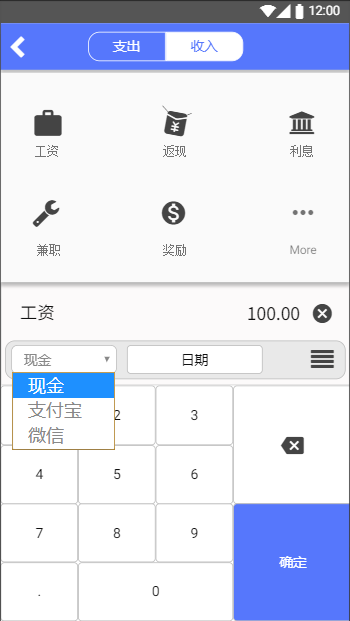 12:00
支出 收入
工资 返现 利息
兼职 奖励 More
工资 100.00
现金 日期
现金
支付宝
微信
2 3
4 5 6
7 8 9 确定
. 0